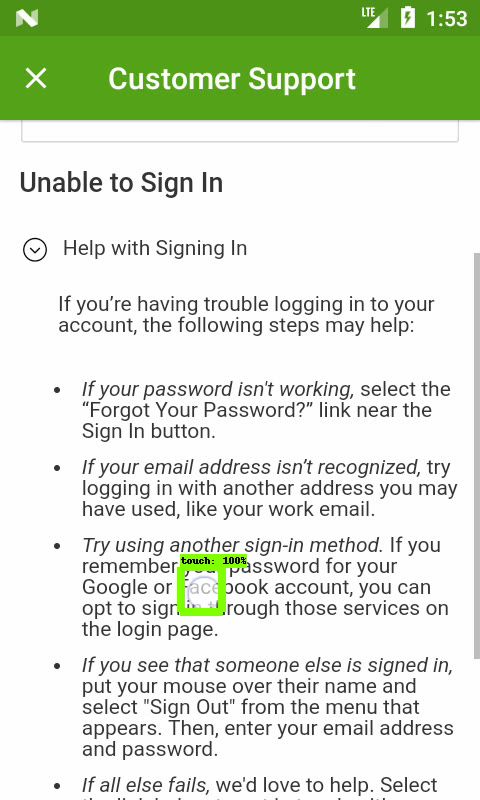 LTE 1:53
Customer Support
Unable to Sign In
Help with Signing In
If you’re having trouble logging in to your
account, the following steps may help:
• If your password isn't working, select the
“Forgot Your Password?” link near the
Sign In button.
• If your email address isn’t recognized, try
logging in with another address you may
have used, like your work email.
• Try using another sign-in method. If you
touch: 100%
remember your password for your
Google or Facebook account, you can
opt to sign in through those services on
the login page.
• If you see that someone else is signed in,
put your mouse over their name and
select "Sign Out" from the menu that
appears. Then, enter your email address
and password.
• If all else fails, we'd love to help. Select